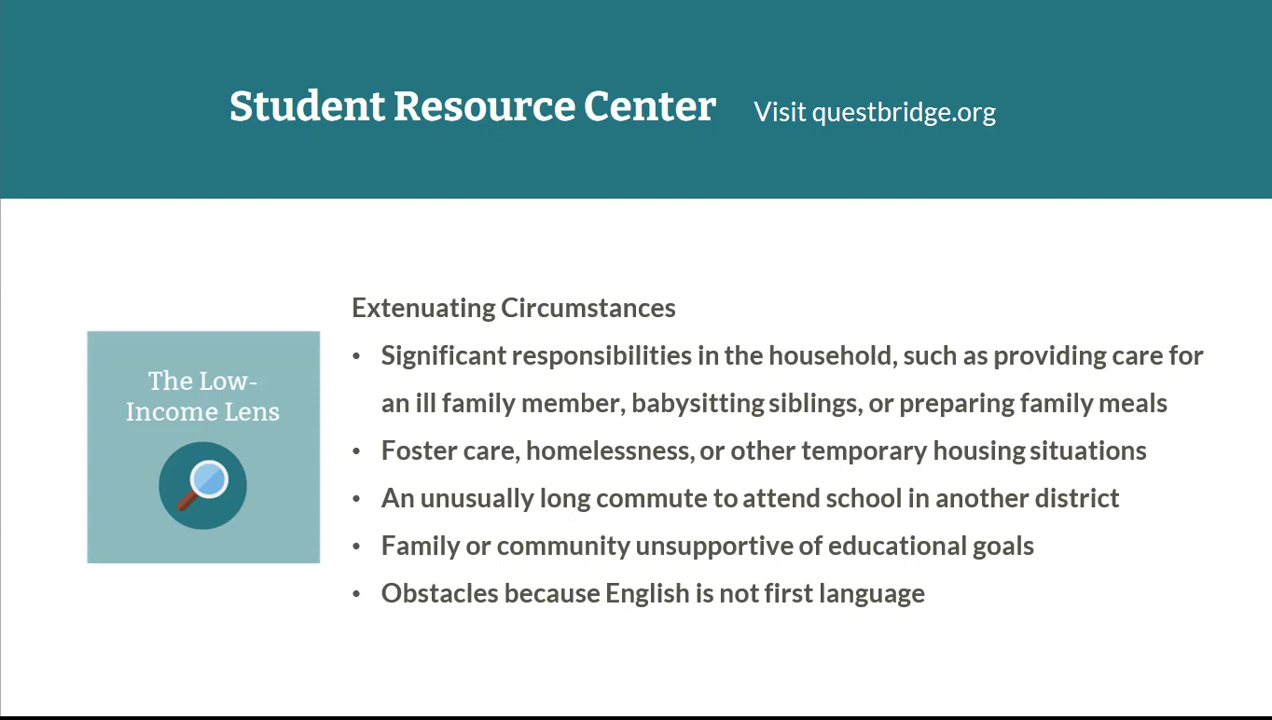 Student Resource Center Visit questbridge.org
The Low-
Income Lens
Extenuating Circumstances
• Significant responsibilities in the household, such as providing care for
an ill family member, babysitting siblings, or preparing family meals
• Foster care, homelessness, or other temporary housing situations
• An unusually long commute to attend school in another district
• Family or community unsupportive of educational goals
• Obstacles because English is not first language